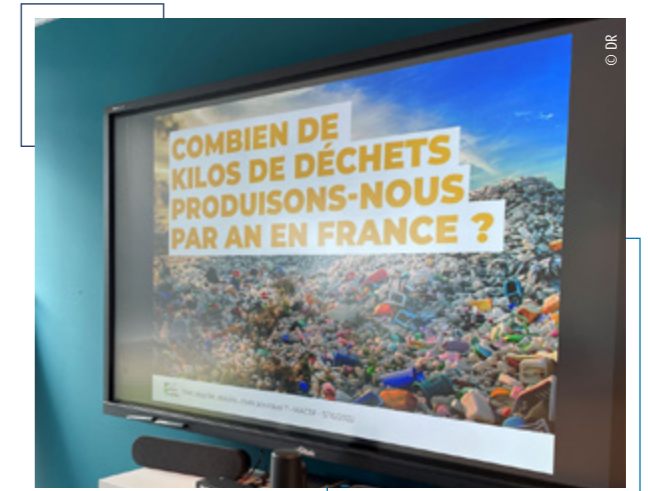 © DR
COMBIEN DE
KILOS DE DÉCHETS
PRODUISONS-NOUS
PAR AN EN FRANCE ?